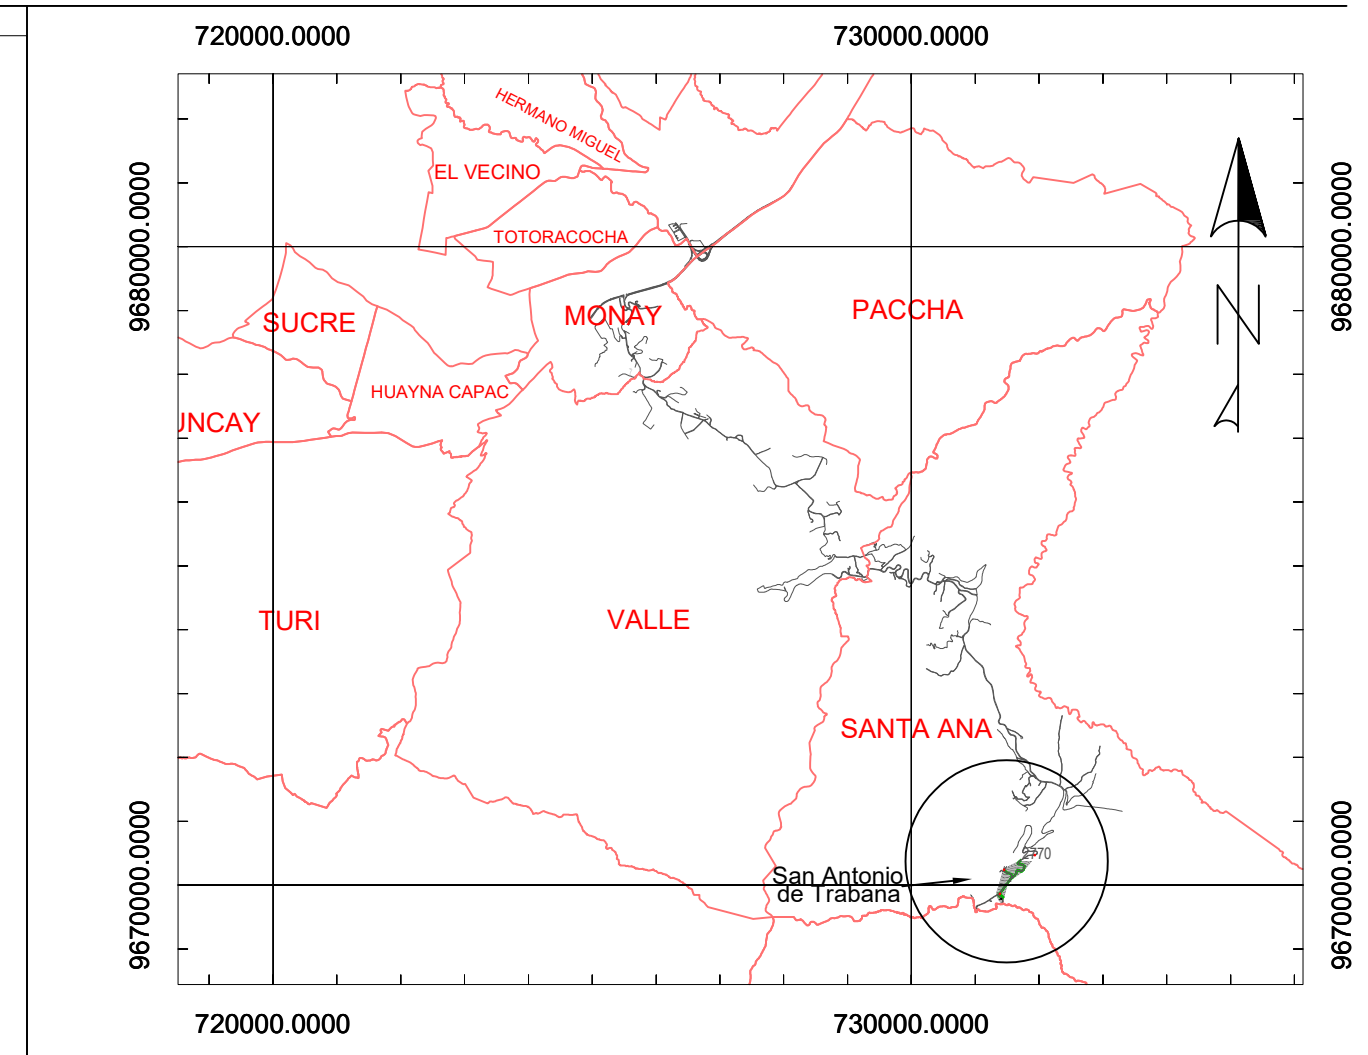 720000.0000
730000.0000
HERMANO MIGUEL
EL VECINO
TOTORACOCHA
9680000.0000
9680000.0000
SUCRE
MONAY
PACCHA
N
HUAYNA CAPAC
UNCAY
TURI
VALLE
SANTA ANA
2770
San Antonio
de Trabana
9670000.0000
9670000.0000
720000.0000
730000.0000